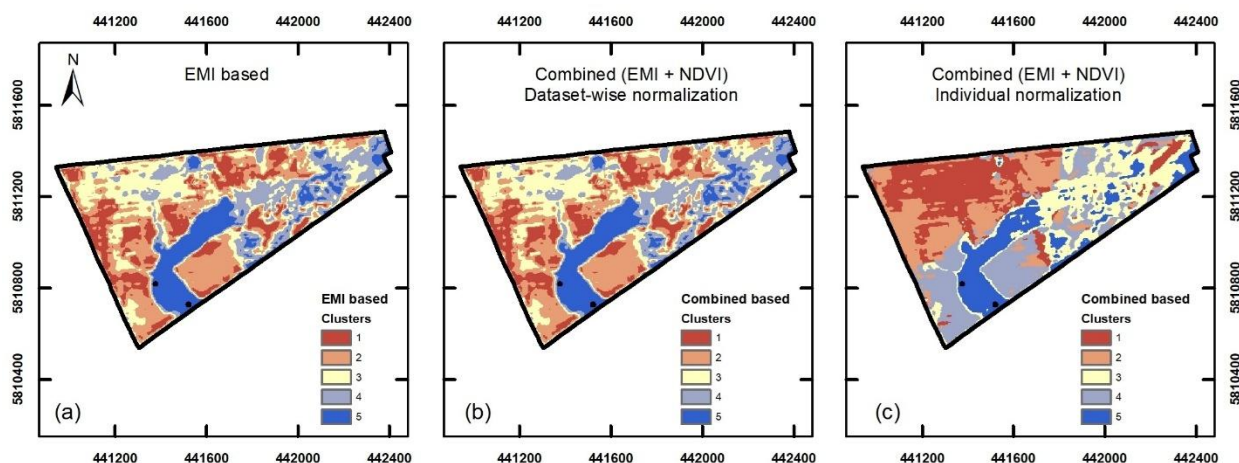 441200 441600 442000 442400 441200 441600 442000 442400 441200 441600 442000 442400
N
EMI based
Combined (EMI + NDVI)
Dataset-wise normalization
Combined (EMI + NDVI)
Individual normalization
5811600
5811200
5810800
5810400
EMI based
Clusters
1
2
3
4
5
(a)
Combined based
Clusters
1
2
3
4
5
(b)
Combined based
Clusters
1
2
3
4
5
(c)
5811600
5811200
5810800
5810400
441200 441600 442000 442400 441200 441600 442000 442400 441200 441600 442000 442400